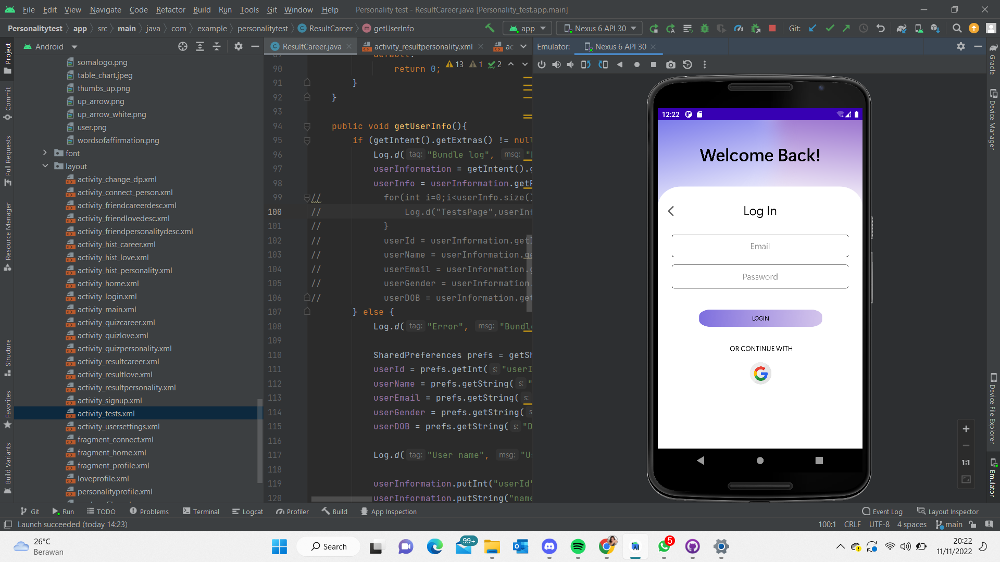 File Edit View Navigate Code Refactor Build Run Tools Git Window Help Personality test - ResultCareer.java [Personality_test.app.main]
Personalitytest app src main java com example personalitytest ResultCareer getUserInfo app Nexus 6 API 30 Git:
Android ResultCareer.java activity_resultpersonality.xml ac Emulator: Nexus 6 API 30
Project
Commit
Pull Requests
Resource Manager
Structure
Favorites
Build Variants
somalogo.png
table_chart.jpeg
thumbs_up.png
up_arrow.png
up_arrow_white.png
user.png
wordsofaffirmation.png
font
layout
activity_change_dp.xml
activity_connect_person.xml
activity_friendcareerdesc.xml
activity_friendlovedesc.xml
activity_friendpersonalitydesc.xml
activity_hist_career.xml
activity_hist_love.xml
activity_hist_personality.xml
activity_home.xml
activity_login.xml
activity_main.xml
activity_quizcareer.xml
activity_quizlove.xml
activity_quizpersonality.xml
activity_resultcareer.xml
activity_resultlove.xml
activity_resultpersonality.xml
activity_signup.xml
activity_tests.xml
activity_usersettings.xml
fragment_connect.xml
fragment_home.xml
fragment_profile.xml
loveprofile.xml
personalityprofile.xml
13 1 2
90 return 0;
91 }
92 }
93
94 public void getUserInfo(){
95 if (getIntent().getExtras() != null
96 Log.d( tag: "Bundle log", msg:
97 userInformation = getIntent().g
98 userInfo = userInformation.get
99 // for(int i=0;i<userInfo.size()
100 // Log.d("TestsPage",userInf
101 // }
102 // userId = userInformation.getI
103 // userName = userInformation.ge
104 // userEmail = userInformation.g
105 // userGender = userInformation.
106 // userDOB = userInformation.get
107 } else {
108 Log.d( tag: "Error", msg: "Bundl
109
110 SharedPreferences prefs = getSh
111 userId = prefs.getInt( s: "userI
112 userName = prefs.getString( s: "
113 userEmail = prefs.getString( s:
114 userGender = prefs.getString( s
115 userDOB = prefs.getString( s: "D
116
117 Log.d( tag: "User name", msg: "Us
118
119 userInformation.putInt("userId"
120 userInformation.putString("name
12:22
Welcome Back!
Log In
Email
Password
LOGIN
OR CONTINUE WITH
1:1
Gradle
Device Manager
Device File Explorer
Emulator
Git Run TODO Problems Terminal Logcat Profiler Build App Inspection Event Log Layout Inspector
Launch succeeded (today 14:23) 100:1 CRLF UTF-8 4 spaces main
26°C
Berawan
Search
99+
5
20:22
11/11/2022